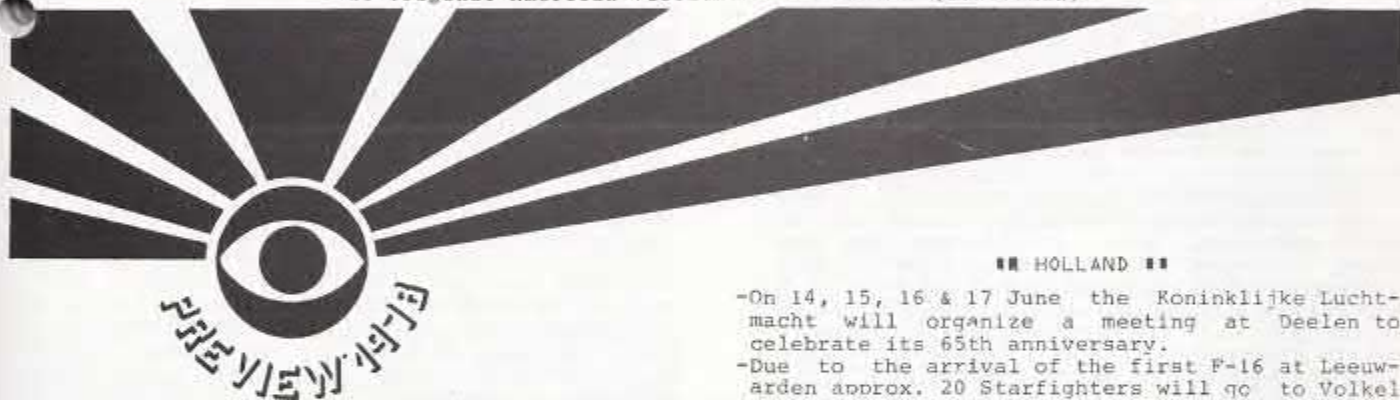 PREVIEW 1978
HOLLAND
-On 14, 15, 16 & 17 June the Koninklijke Lucht-
macht will organize a meeting at Deelen to
celebrate its 65th anniversary.
-Due to the arrival of the first F-16 at Leeuw-
arden approx. 20 Starfighters will go to Volkel